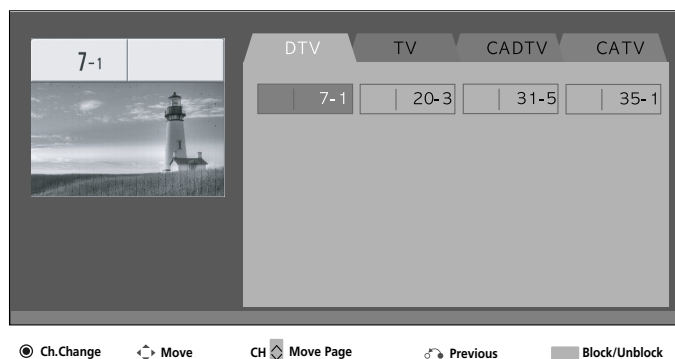 7-1
DTV TV CADTV CATV
7-1 20-3 31-5 35-1
Ch.Change Move CH Move Page Previous Block/Unblock